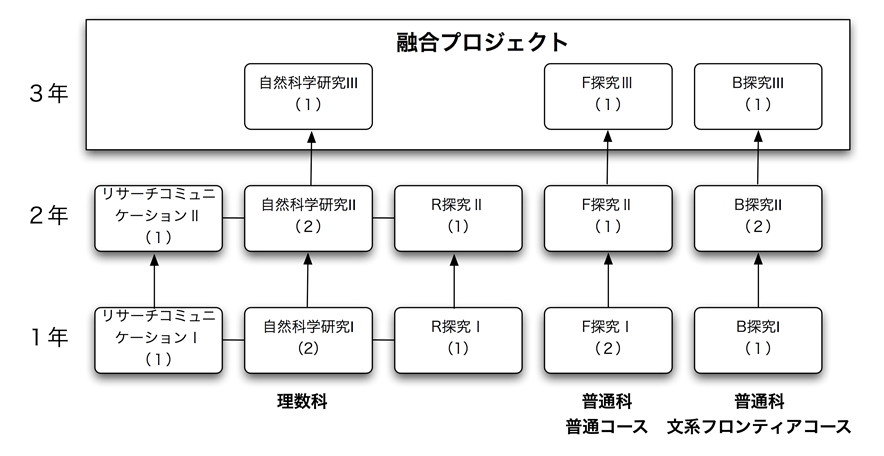 融合プロジェクト
3年
自然科学研究III
（1）
F探究Ⅲ
（1）
B探究III
（1）
2年
リサーチコミュニ
ケーションⅡ
（1）
自然科学研究II
（2）
R探究Ⅱ
（1）
F探究Ⅱ
（1）
B探究II
（2）
1年
リサーチコミュニ
ケーションⅠ
（1）
自然科学研究I
(2)
R探究Ⅰ
（1）
F探究Ⅰ
（2）
B探究I
（1）
理数科
普通科
普通コース
普通科
文系フロンティアコース